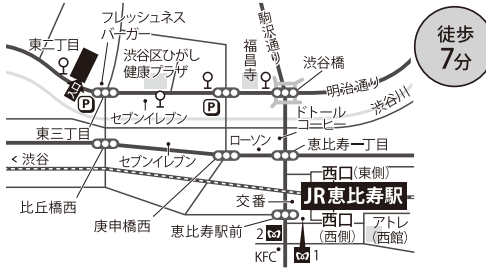 フレッシュネス
バーガー
東二丁目
渋谷区ひがし
健康プラザ
福昌寺
駒沢通り
渋谷橋
明治通り
渋谷川
徒歩
7分
入口
P
P
セブンイレブン
ドトール
コーヒー
東三丁目
ローソン
恵比寿一丁目
セブンイレブン
<渋谷
西口(東側)
JR恵比寿駅
比丘橋西
庚申橋西
交番
恵比寿駅前
西口
(西側)
アトレ
(西館)
2
KFC
1